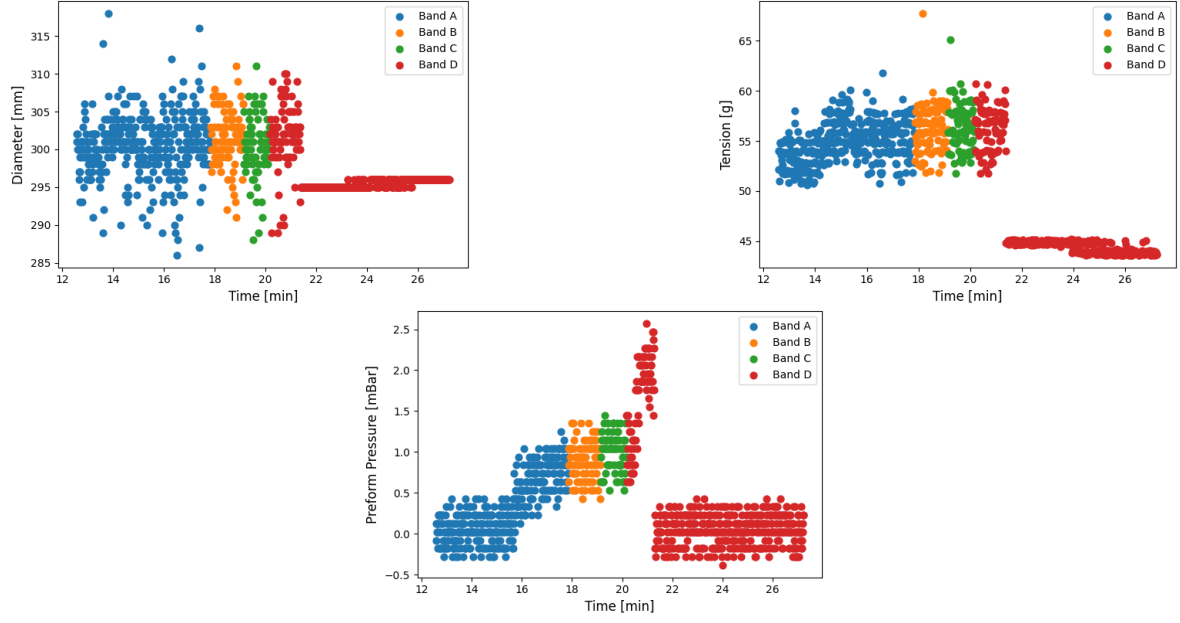 315
310
305
300
295
290
285
Diameter [mm]
12 14 16 18 20 22 24 26
Time [min]
Band A
Band B
Band C
Band D
65
60
55
50
45
Tension [g]
12 14 16 18 20 22 24 26
Time [min]
Band A
Band B
Band C
Band D
2.5
2.0
1.5
1.0
0.5
0.0
−0.5
Preform Pressure [mBar]
12 14 16 18 20 22 24 26
Time [min]
Band A
Band B
Band C
Band D